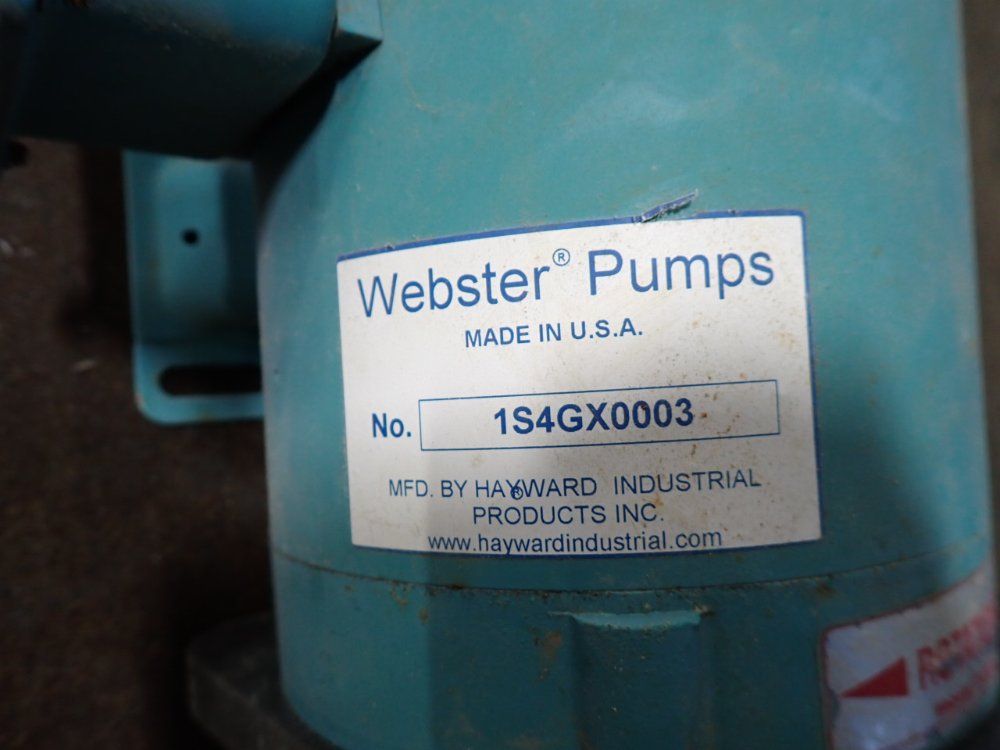 Webster® Pumps
MADE IN U.S.A.
No. 1S4GX0003
MFD. BY HAYWARD® INDUSTRIAL
PRODUCTS INC.
www.haywardindustrial.com